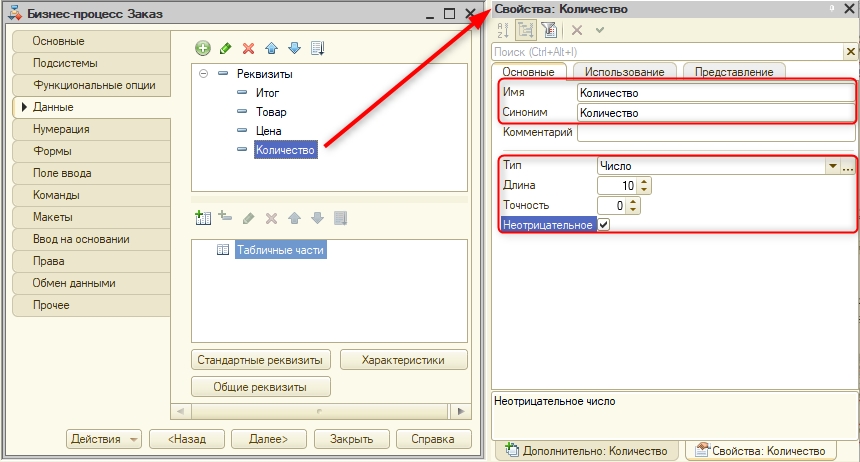 Бизнес-процесс Заказ
Основные
Подсистемы
Функциональные опции
Данные
Нумерация
Формы
Поле ввода
Команды
Макеты
Ввод на основании
Права
Обмен данными
Прочее
Реквизиты
Итог
Товар
Цена
Количество
Табличные части
Стандартные реквизиты
Характеристики
Общие реквизиты
Действия
<Назад
Далее>
Закрыть
Справка
Свойства: Количество
Поиск (Ctrl+Alt+I)
Основные
Использование
Представление
Имя
Количество
Синоним
Количество
Комментарий
Тип
Число
Длина
10
Точность
0
Неотрицательное
Неотрицательное число
Дополнительно: Количество
Свойства: Количество